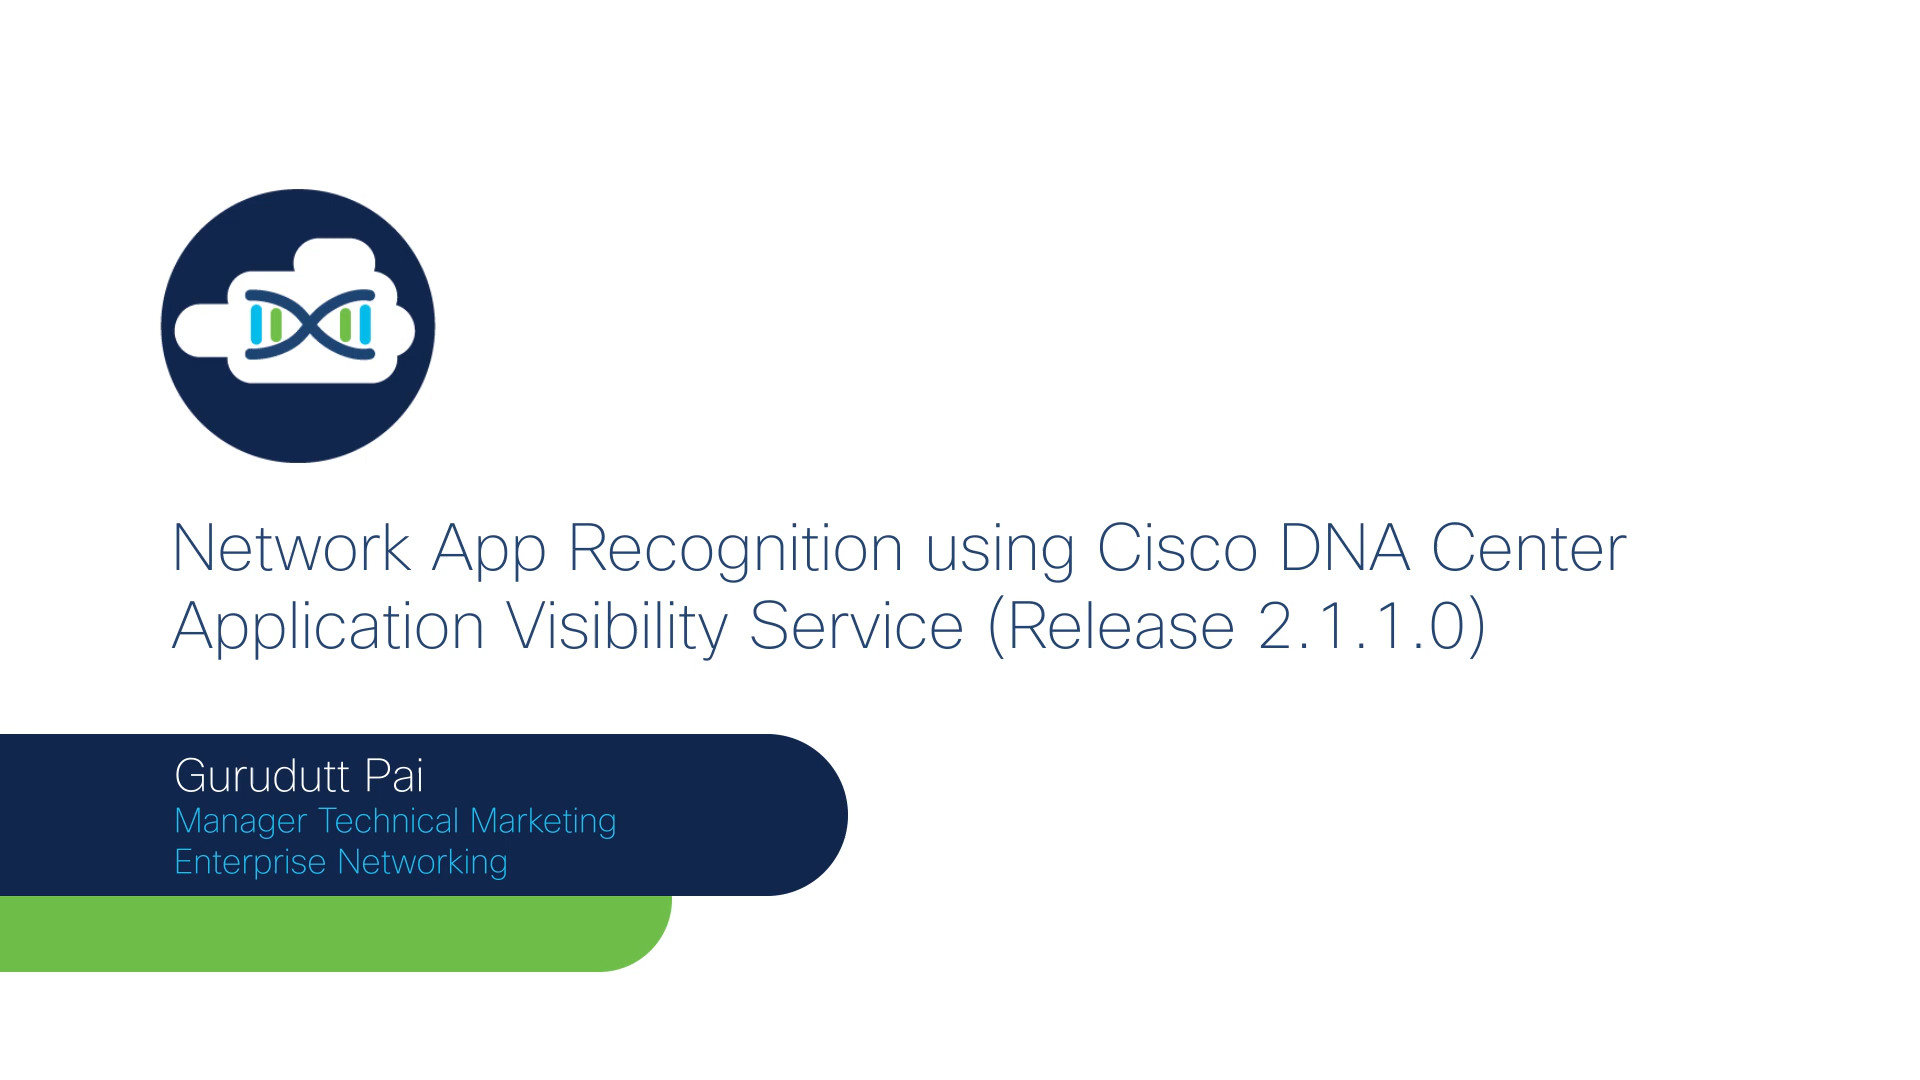 Network App Recognition using Cisco DNA Center
Application Visibility Service (Release 2.1.1.0)
Gurudutt Pai
Manager Technical Marketing
Enterprise Networking